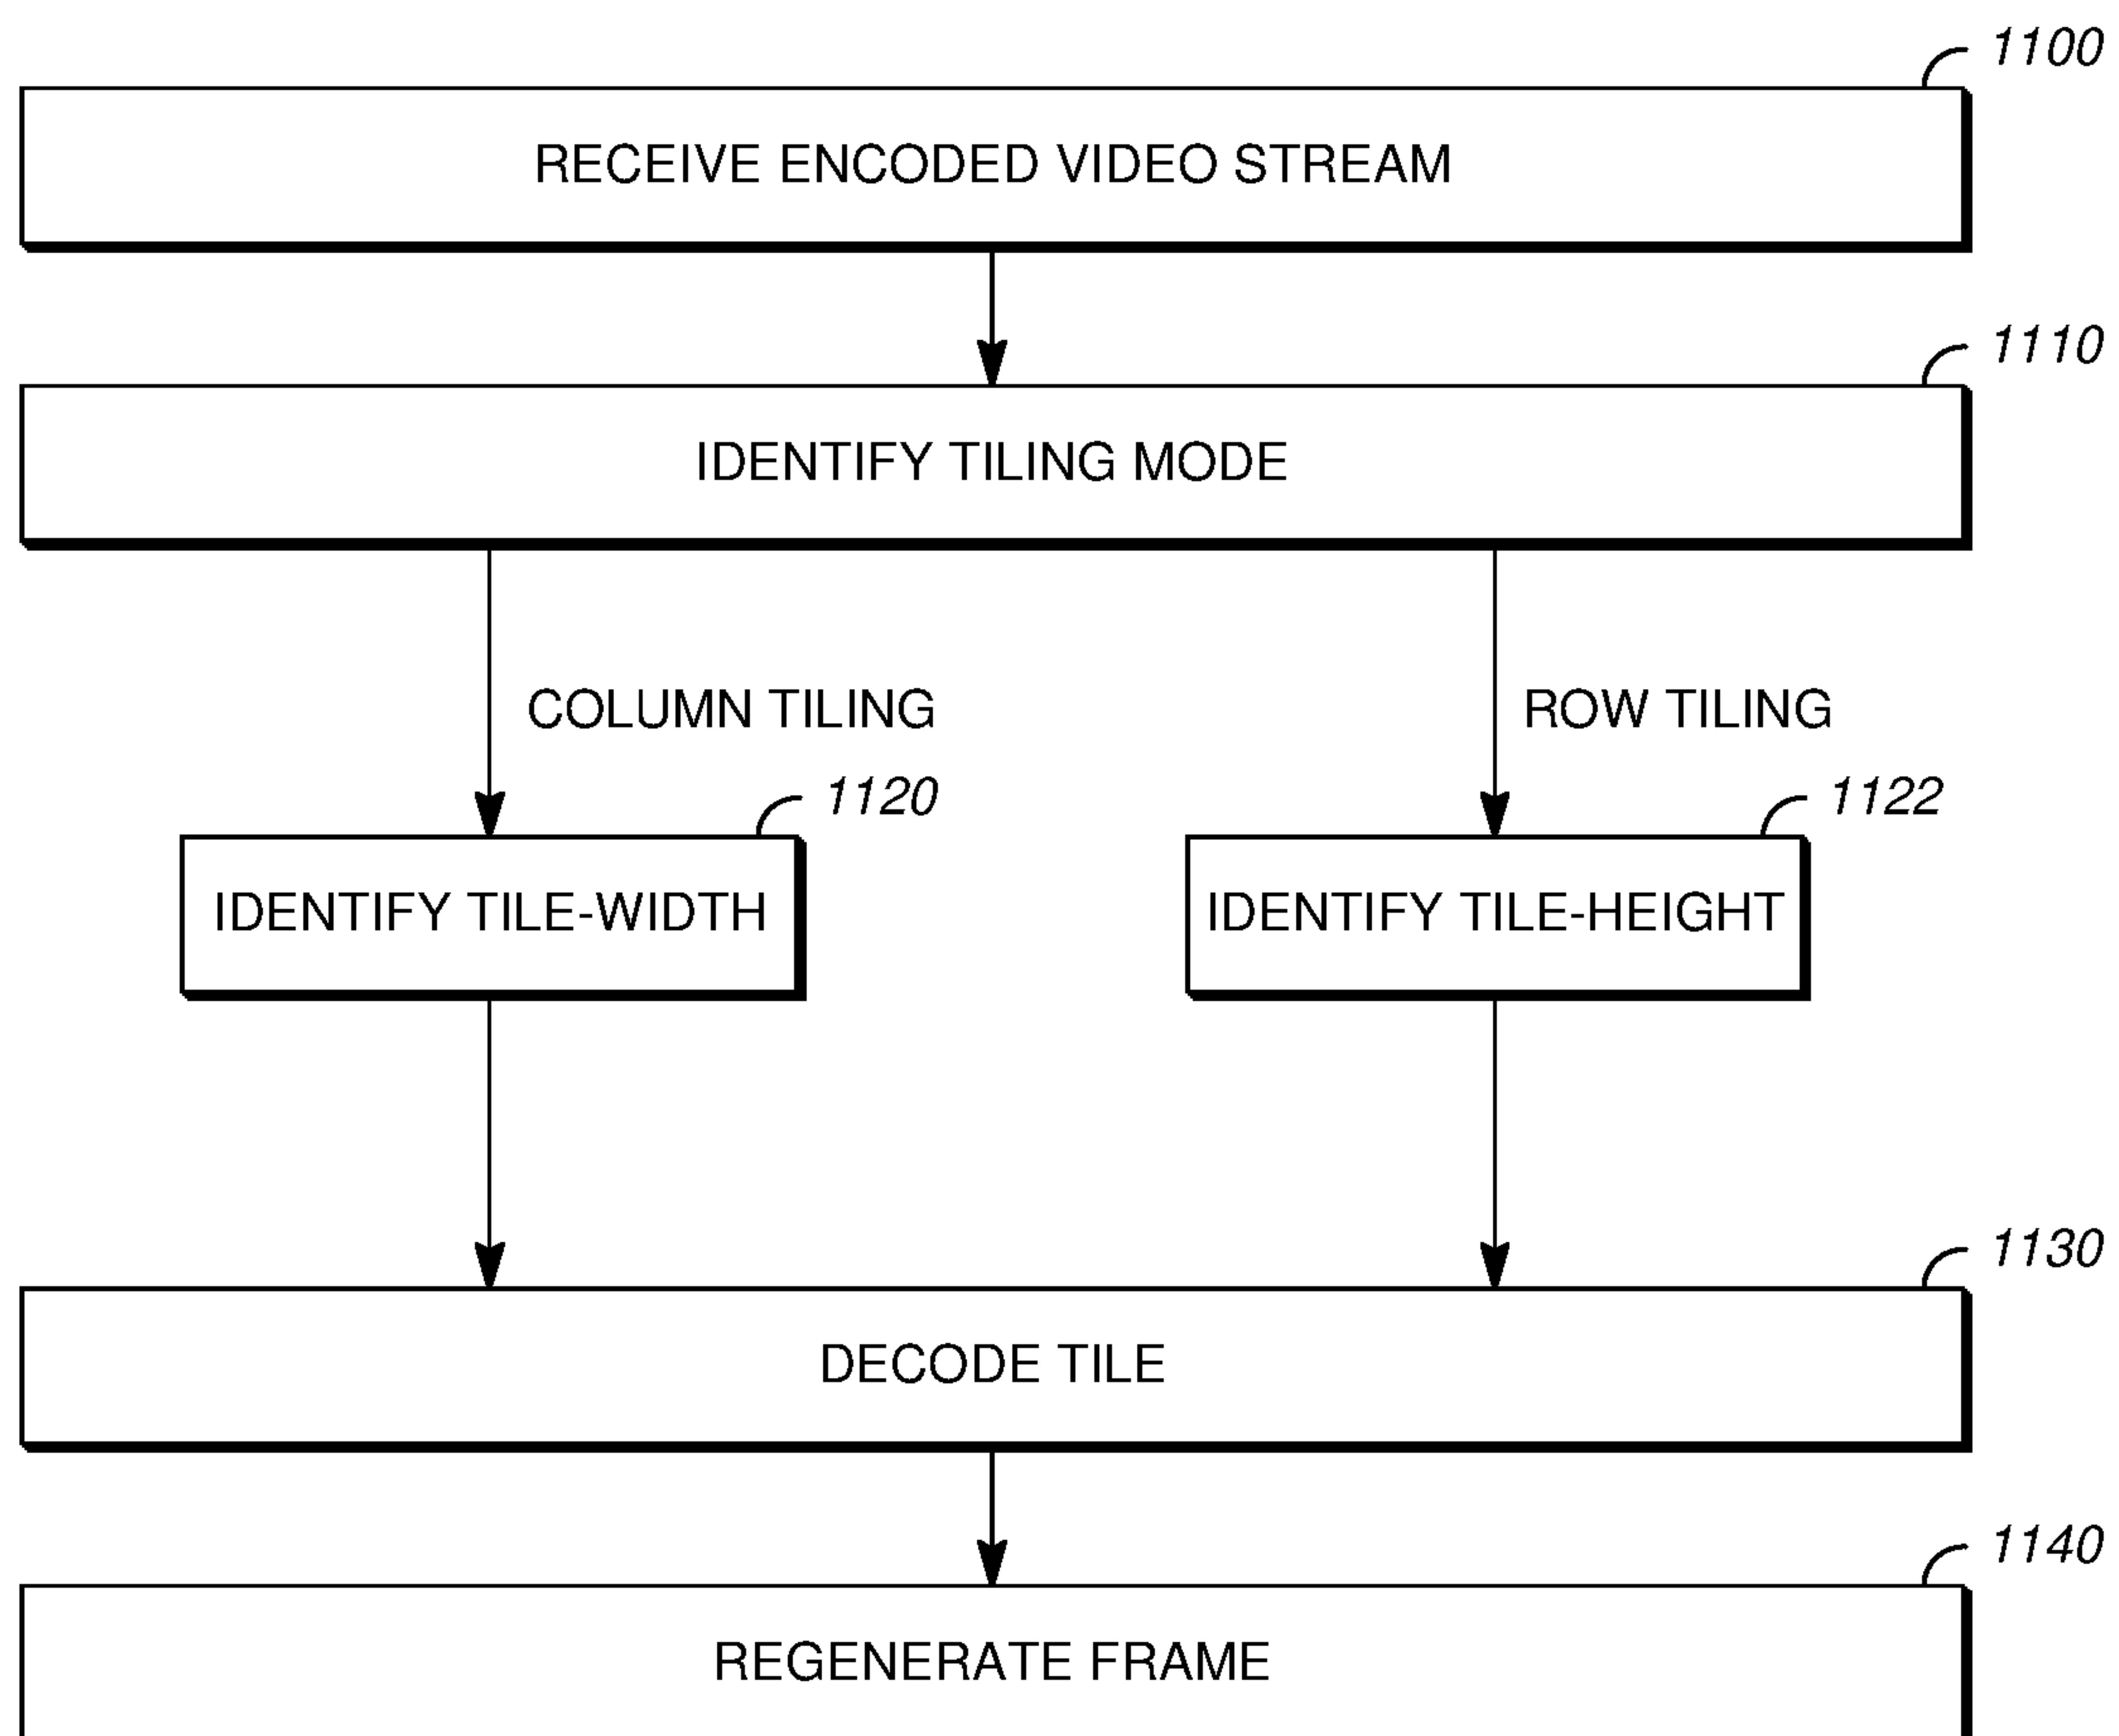 1100
RECEIVE ENCODED VIDEO STREAM
1110
IDENTIFY TILING MODE
COLUMN TILING
ROW TILING
1120
1122
IDENTIFY TILE-WIDTH
IDENTIFY TILE-HEIGHT
1130
DECODE TILE
1140
REGENERATE FRAME